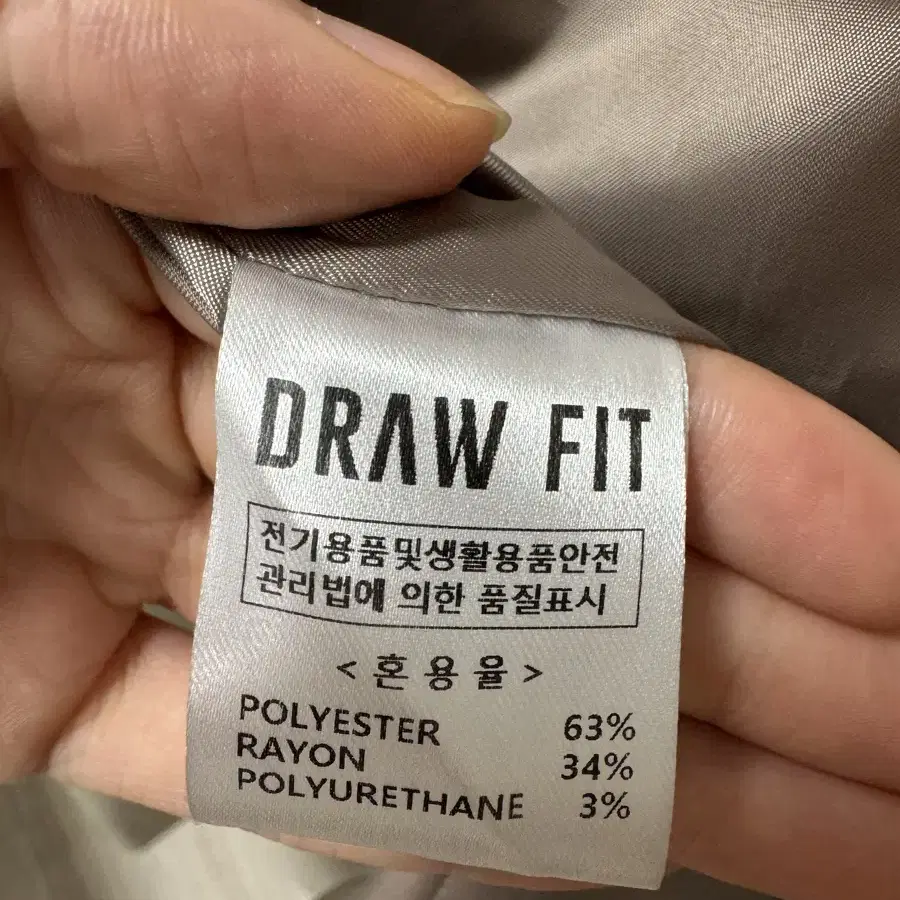 DRAW FIT
전기용품및생활용품안전
관리법에 의한 품질표시
<혼용율>
POLYESTER 63%
RAYON 34%
POLYURETHANE 3%